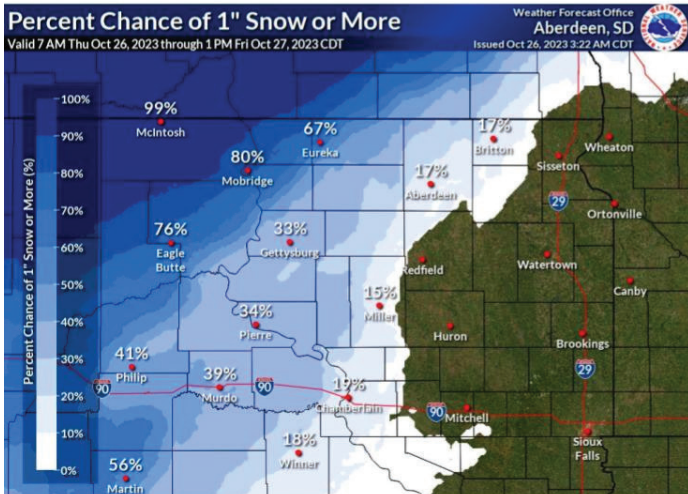 Percent Chance of 1" Snow or More
Valid 7 AM Thu Oct 26, 2023 through 1 PM Fri Oct 27, 2023 CDT
Weather Forecast Office
Aberdeen, SD
Issued Oct 26, 2023 3:22 AM CDT
Percent Chance of 1" Snow or More (%)
100%
90%
80%
70%
60%
50%
40%
30%
20%
10%
0%
99%
McIntosh
67%
Eureka
17%
Britton
Wheaton
Sisseton
80%
Mobridge
17%
Aberdeen
29
Ortonville
76%
Eagle
Butte
33%
Gettysburg
Redfield
Watertown
Canby
15%
Miller
34%
Pierre
Huron
Brookings
41%
Philip
39%
Murdo
90
90
19%
Chamberlain
90
Mitchell
29
Sioux
Falls
18%
Winner
56%
Martin